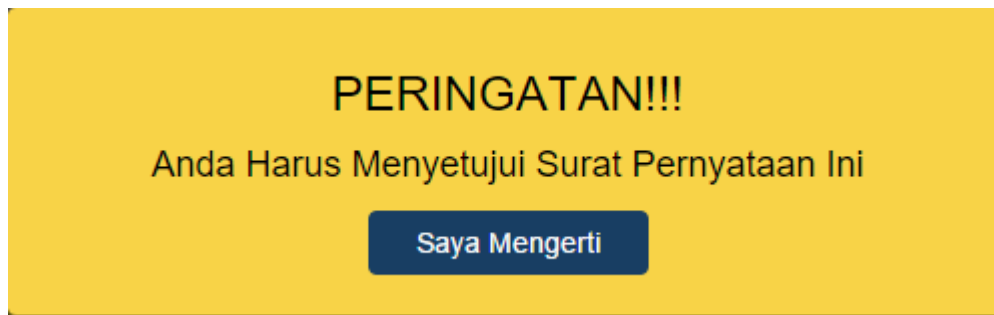 PERINGATAN!!!
Anda Harus Menyetujui Surat Pernyataan Ini
Saya Mengerti